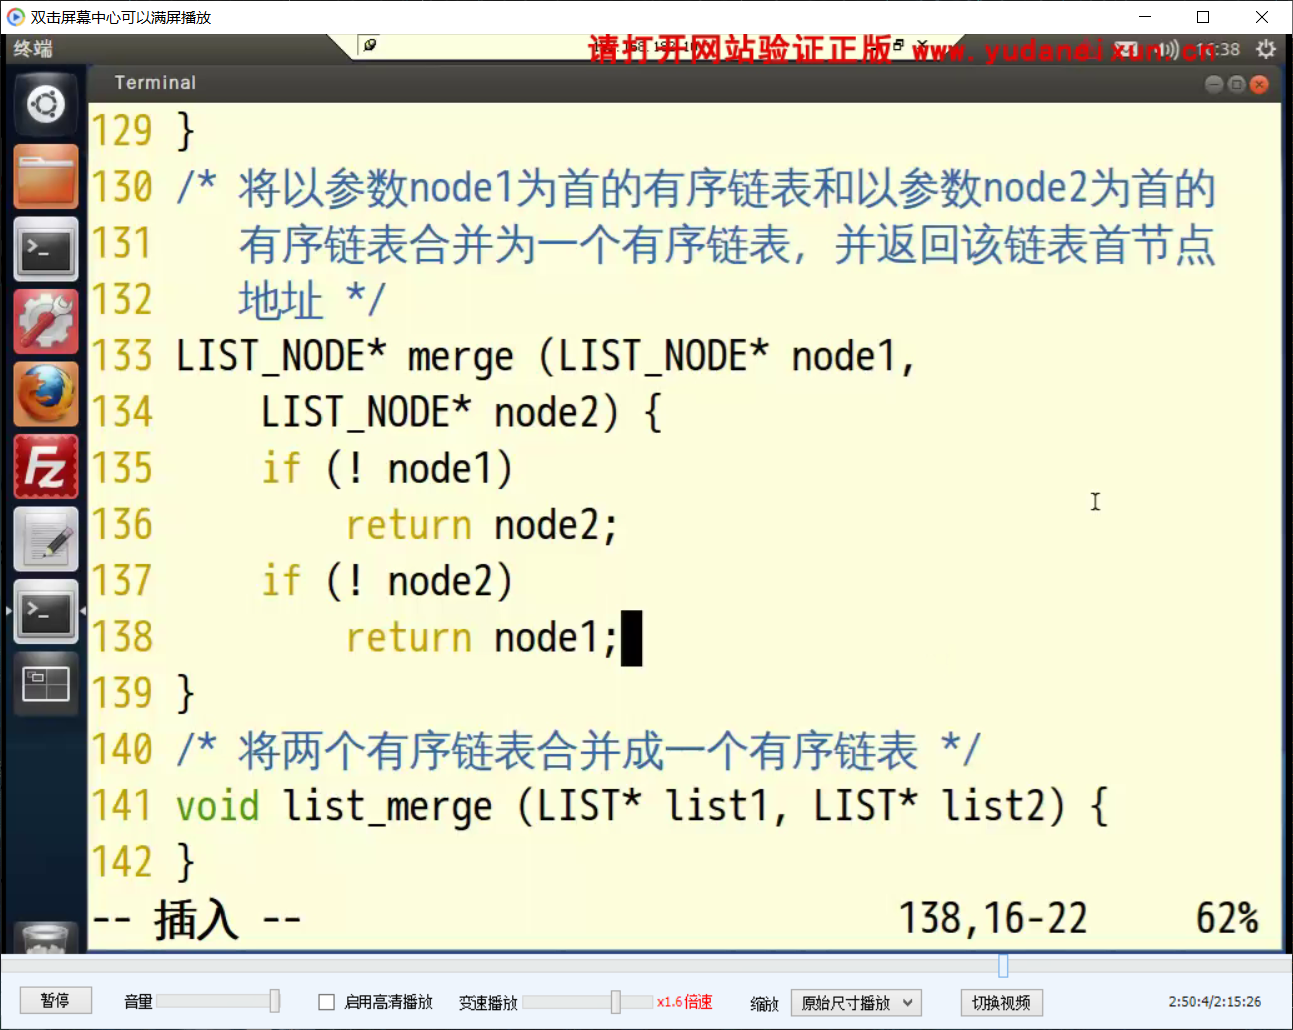 双击屏幕中心可以满屏播放
终端
请打开网站验证正版 www.yudaneixun.cn
Terminal
129 }
130 /* 将以参数node1为首的有序链表和以参数node2为首的
131    有序链表合并为一个有序链表，并返回该链表首节点
132    地址 */
133 LIST_NODE* merge (LIST_NODE* node1,
134     LIST_NODE* node2) {
135     if (! node1)
136         return node2;
137     if (! node2)
138         return node1;
139 }
140 /* 将两个有序链表合并成一个有序链表 */
141 void list_merge (LIST* list1, LIST* list2) {
142 }
-- 插入 -- 138,16-22 62%
暂停 音量 启用高清播放 变速播放 x1.6倍速 缩放 原始尺寸播放 切换视频 2:50:4/2:15:26